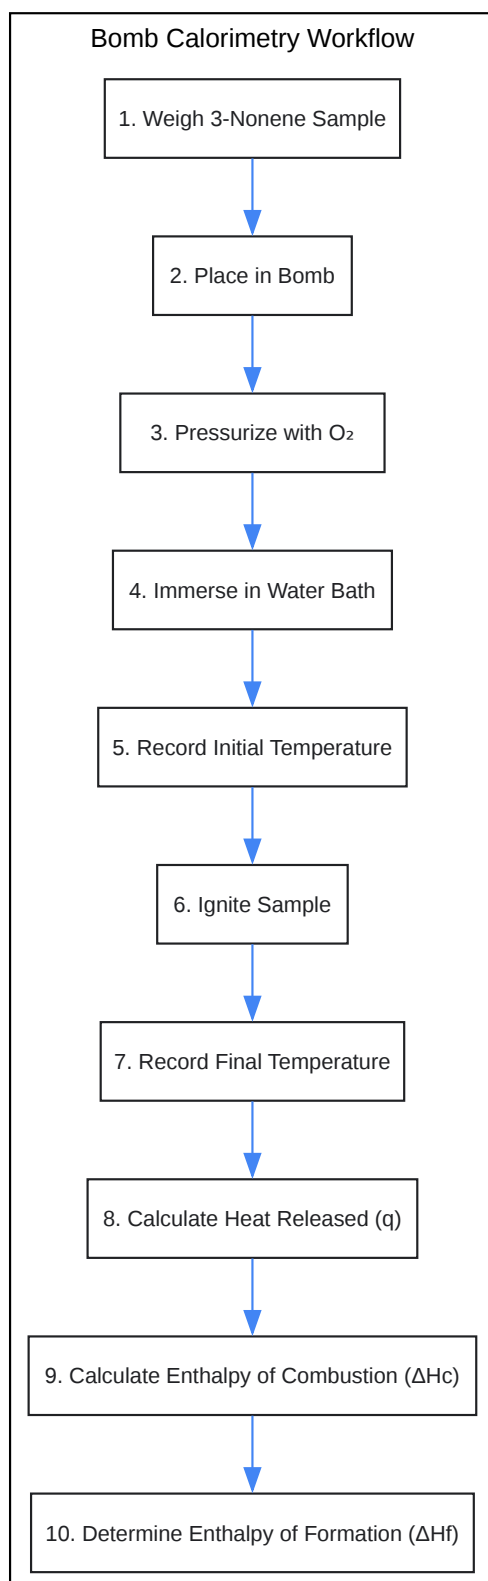 Bomb Calorimetry Workflow
1. Weigh 3-Nonene Sample
2. Place in Bomb
3. Pressurize with O₂
4. Immerse in Water Bath
5. Record Initial Temperature
6. Ignite Sample
7. Record Final Temperature
8. Calculate Heat Released (q)
9. Calculate Enthalpy of Combustion (ΔHc)
10. Determine Enthalpy of Formation (ΔHf)